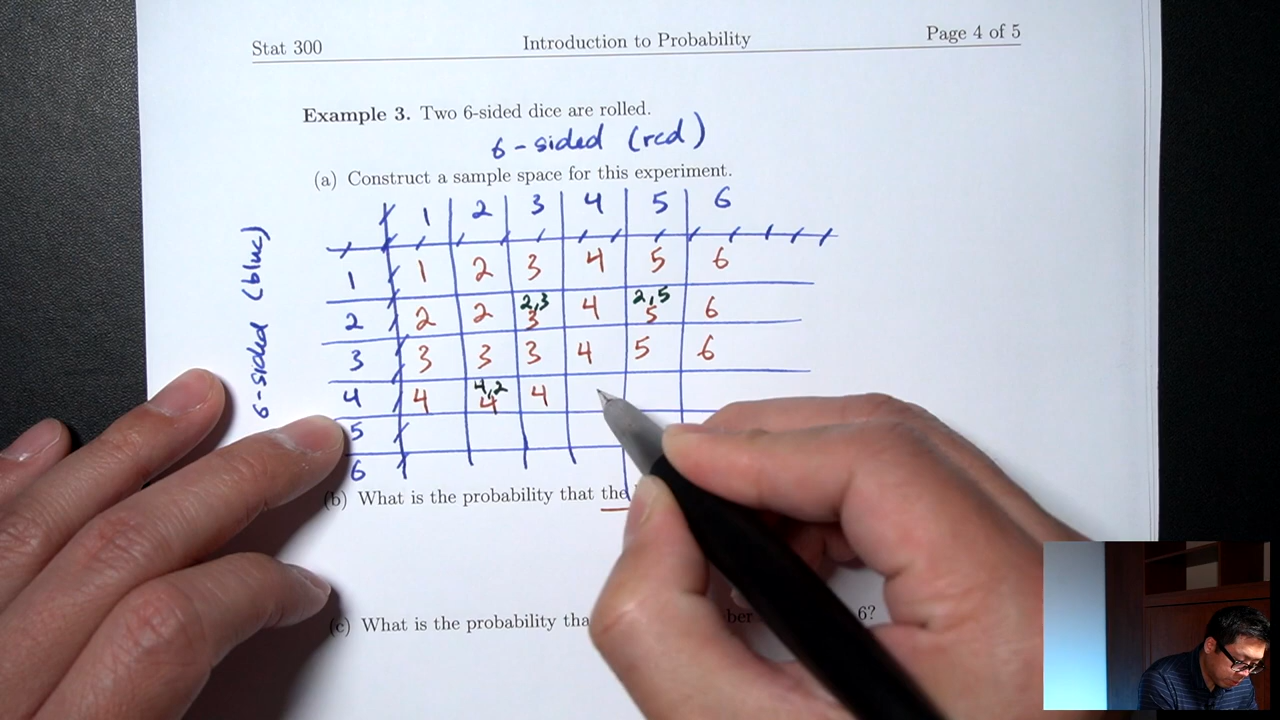 Stat 300 Introduction to Probability Page 4 of 5
Example 3. Two 6-sided dice are rolled.
6-sided (red)
(a) Construct a sample space for this experiment.
6-sided (blue)
1 2 3 4 5 6
1 1 2 3 4 5 6
2 2 2 2,3 3 4 2,5 5 6
3 3 3 3 4 5 6
4 4 4,2 4 4
5
6
(b) What is the probability that the
(c) What is the probability tha ber 6?